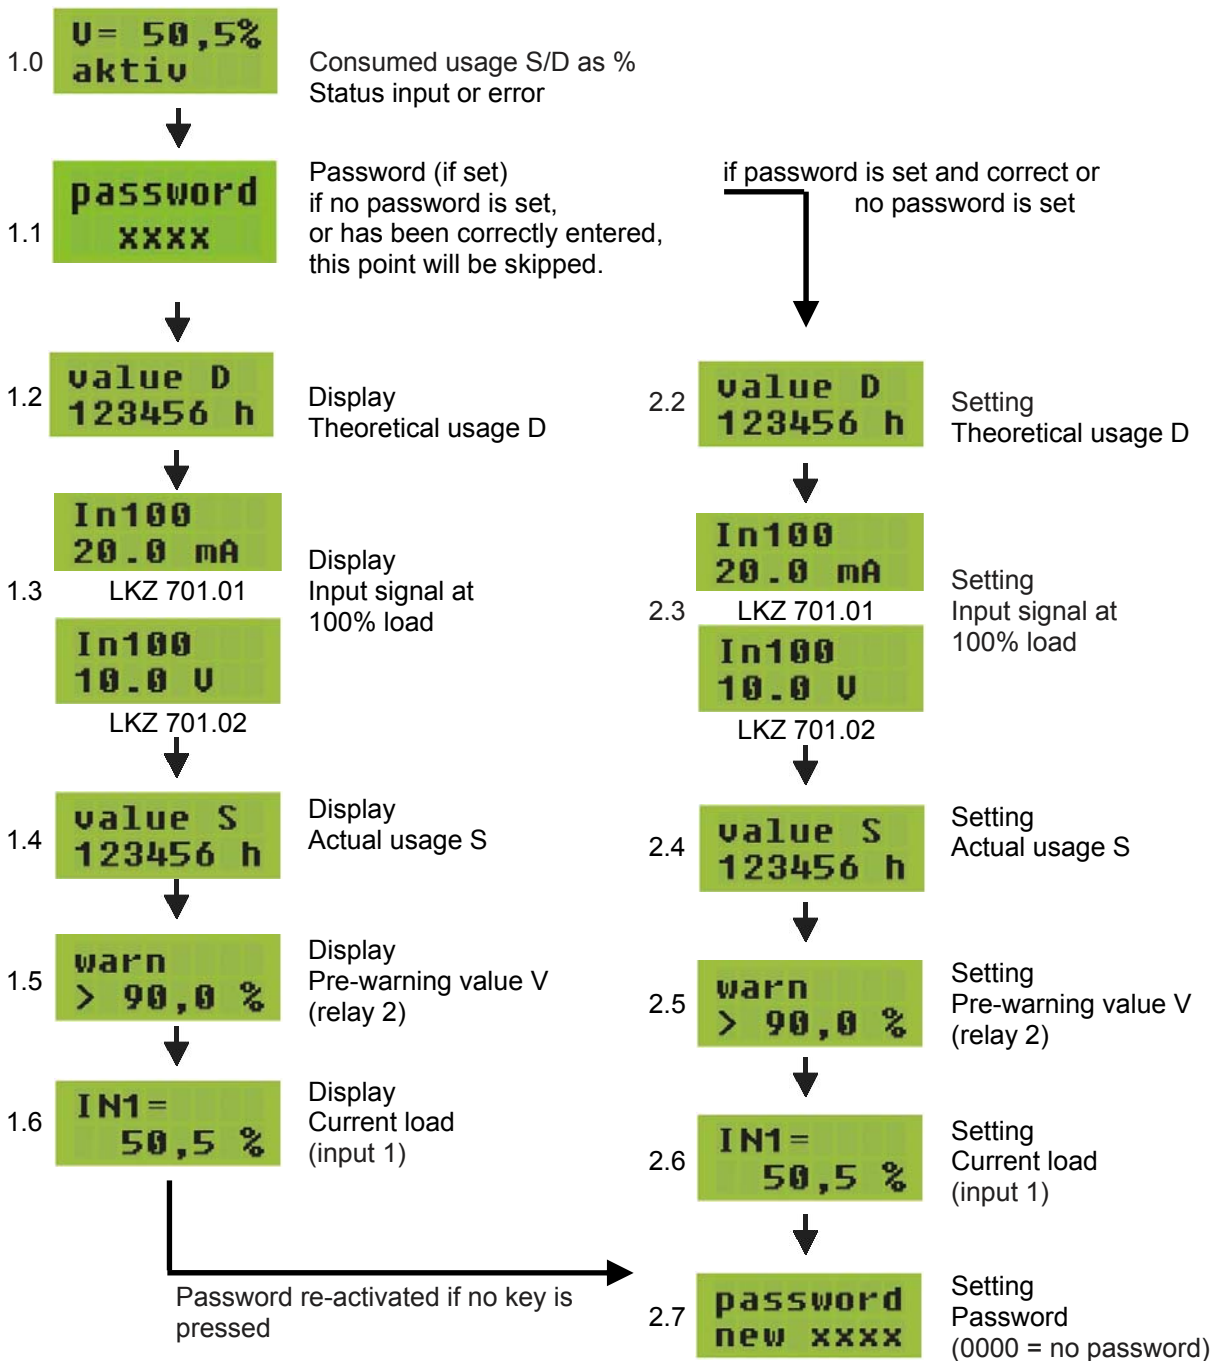 1.0
V= 50,5%
aktiv
Consumed usage S/D as %
Status input or error
1.1
password
xxxx
Password (if set)
if no password is set,
or has been correctly entered,
this point will be skipped.
if password is set and correct or
no password is set
1.2
value D
123456 h
Display
Theoretical usage D
1.3
In100
20.0 mA
LKZ 701.01
In100
10.0 V
LKZ 701.02
Display
Input signal at
100% load
1.4
value S
123456 h
Display
Actual usage S
1.5
warn
> 90,0 %
Display
Pre-warning value V
(relay 2)
1.6
IN1=
50,5 %
Display
Current load
(input 1)
Password re-activated if no key is
pressed
2.2
value D
123456 h
Setting
Theoretical usage D
2.3
In100
20.0 mA
LKZ 701.01
In100
10.0 V
LKZ 701.02
Setting
Input signal at
100% load
2.4
value S
123456 h
Setting
Actual usage S
2.5
warn
> 90,0 %
Setting
Pre-warning value V
(relay 2)
2.6
IN1=
50,5 %
Setting
Current load
(input 1)
2.7
password
new xxxx
Setting
Password
(0000 = no password)